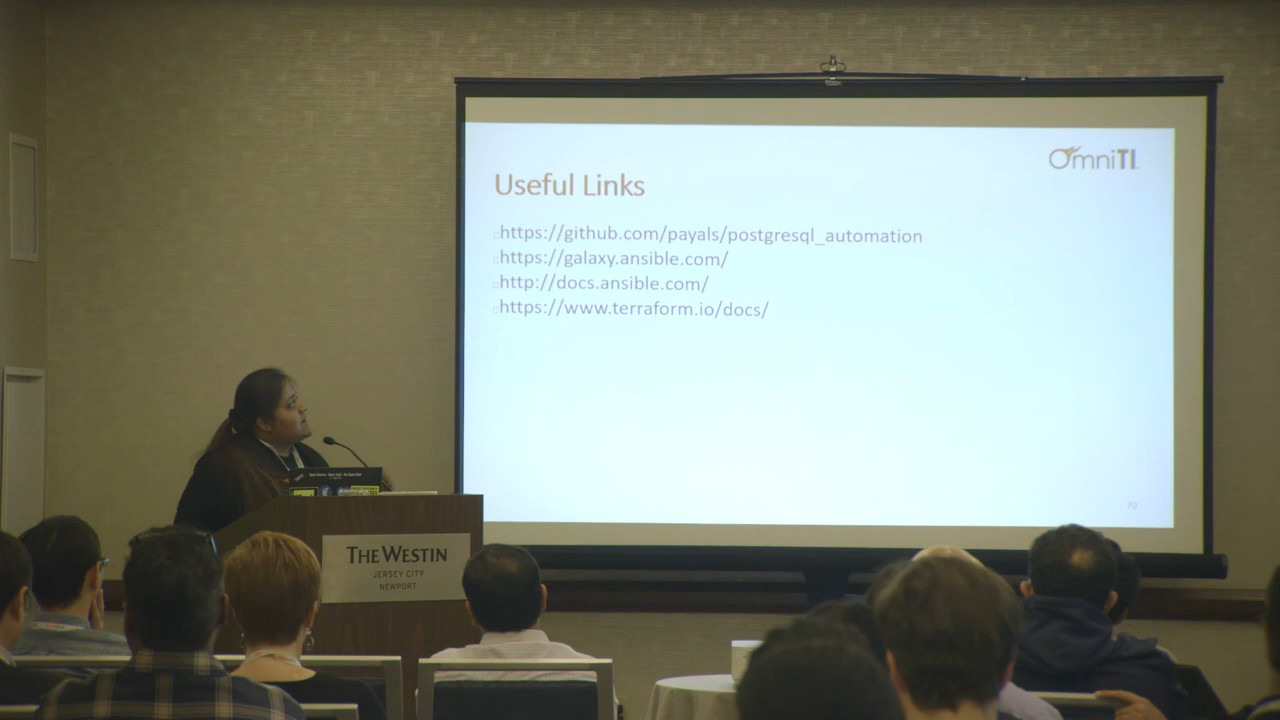 OmniTI
Useful Links
https://github.com/payals/postgresql_automation
https://galaxy.ansible.com/
http://docs.ansible.com/
https://www.terraform.io/docs/
70
THE WESTIN
JERSEY CITY
NEWPORT